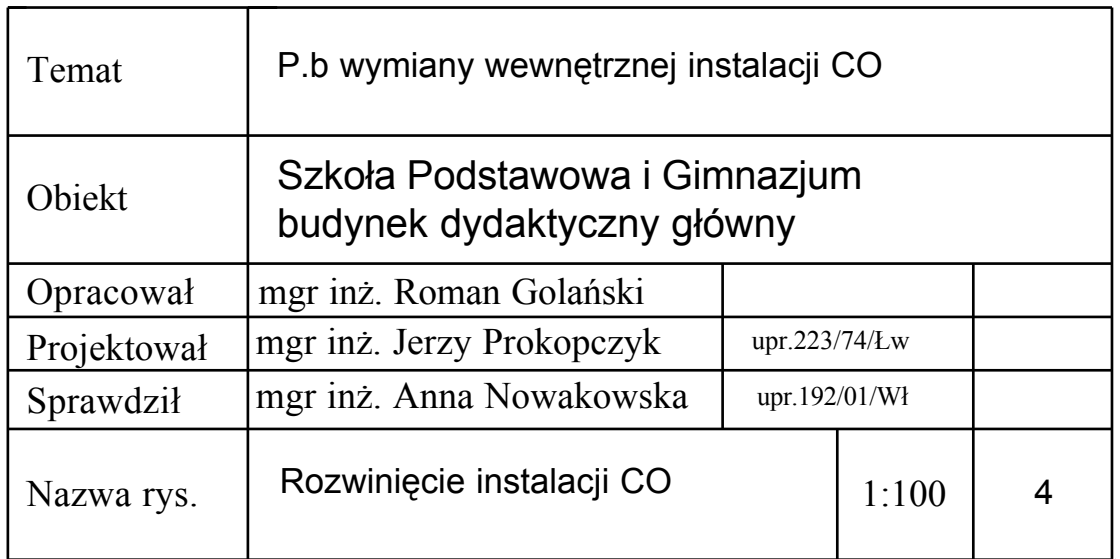 Temat P.b wymiany wewnętrznej instalacji CO
Obiekt Szkoła Podstawowa i Gimnazjum
budynek dydaktyczny główny
Opracował mgr inż. Roman Golański
Projektował mgr inż. Jerzy Prokopczyk upr.223/74/Łw
Sprawdził mgr inż. Anna Nowakowska upr.192/01/Wł
Nazwa rys. Rozwinięcie instalacji CO 1:100 4